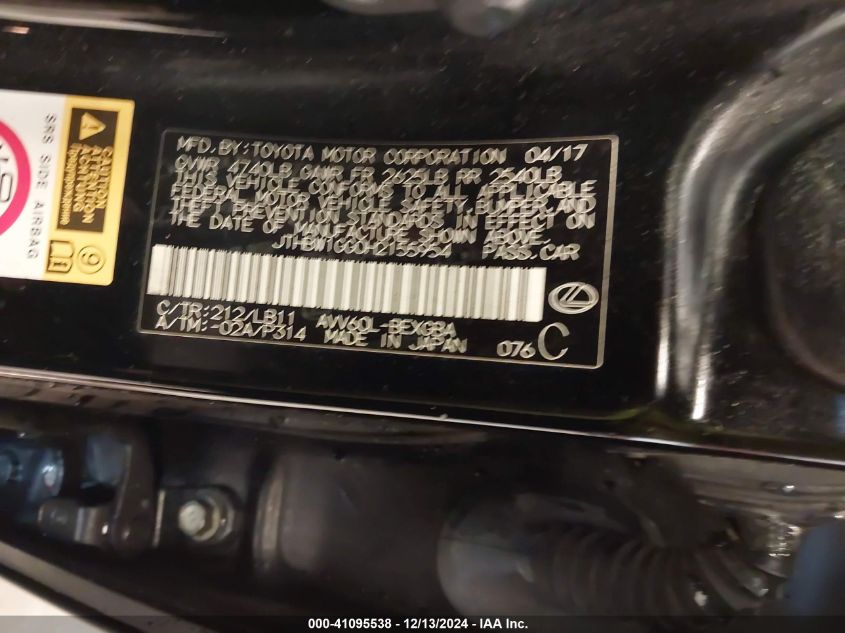 SRS SIDE AIRBAG
CAUTION
ATTENTION
MFD.BY:TOYOTA MOTOR CORPORATION 04/17
GVWR 4740LB GAWR FR 2625LB RR 2540LB
THIS VEHICLE CONFORMS TO ALL APPLICABLE
FEDERAL MOTOR VEHICLE SAFETY, BUMPER, AND
THEFT PREVENTION STANDARDS IN EFFECT ON
THE DATE OF MANUFACTURE SHOWN ABOVE.
PASS.CAR
C/TR:212/LB11 AVV60L-BEXGBA
A/TM:-02A/P314 MADE IN JAPAN 076 C
000-41095538 - 12/13/2024 - IAA Inc.